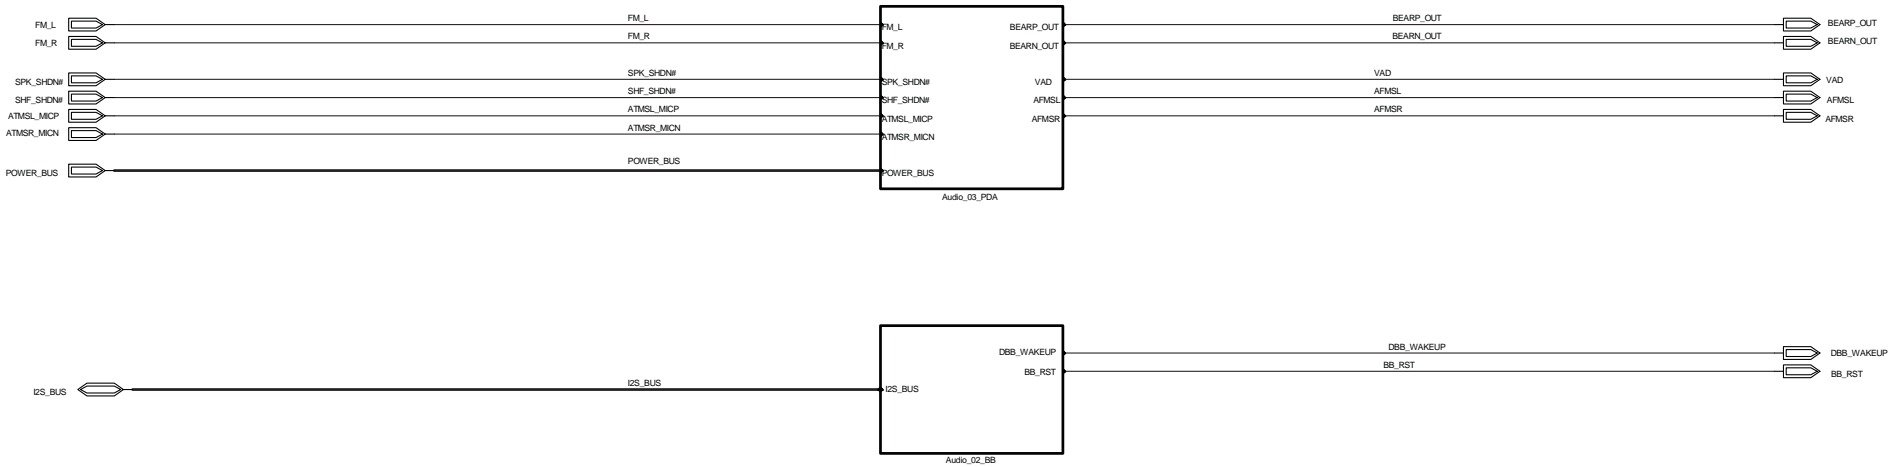 FM_L FM_L FM_L BEARP_OUT BEARP_OUT BEARP_OUT
FM_R FM_R FM_R BEARN_OUT BEARN_OUT BEARN_OUT
SPK_SHDN# SPK_SHDN# SPK_SHDN# VAD VAD VAD
SHF_SHDN# SHF_SHDN# SHF_SHDN# AFMSL AFMSL AFMSL
ATMSL_MICP ATMSL_MICP ATMSL_MICP AFMSR AFMSR AFMSR
ATMSR_MICN ATMSR_MICN ATMSR_MICN
POWER_BUS POWER_BUS POWER_BUS
Audio_03_PDA
DBB_WAKEUP DBB_WAKEUP DBB_WAKEUP
BB_RST BB_RST BB_RST
I2S_BUS I2S_BUS I2S_BUS
Audio_02_BB